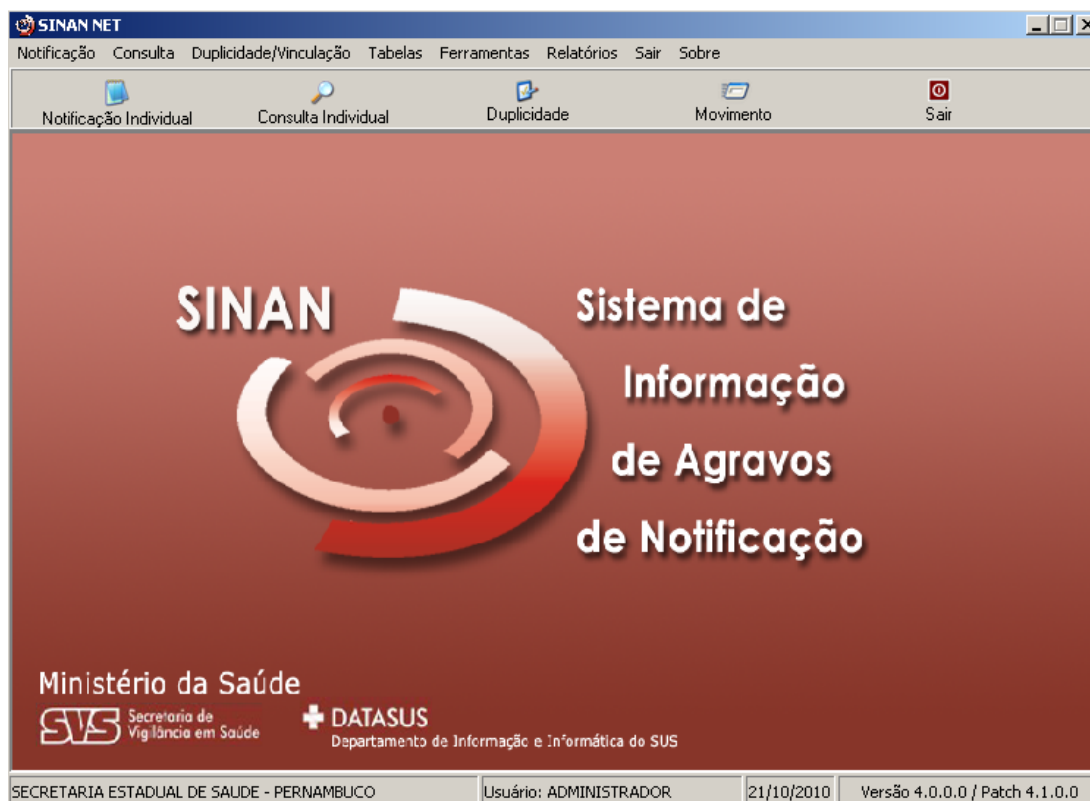 SINAN NET
Notificação Consulta Duplicidade/Vinculação Tabelas Ferramentas Relatórios Sair Sobre
Notificação Individual Consulta Individual Duplicidade Movimento Sair
SINAN
Sistema de
Informação
de Agravos
de Notificação
Ministério da Saúde
SVS Secretaria de
Vigilância em Saúde
DATASUS
Departamento de Informação e Informática do SUS
SECRETARIA ESTADUAL DE SAUDE - PERNAMBUCO Usuário: ADMINISTRADOR 21/10/2010 Versão 4.0.0.0 / Patch 4.1.0.0